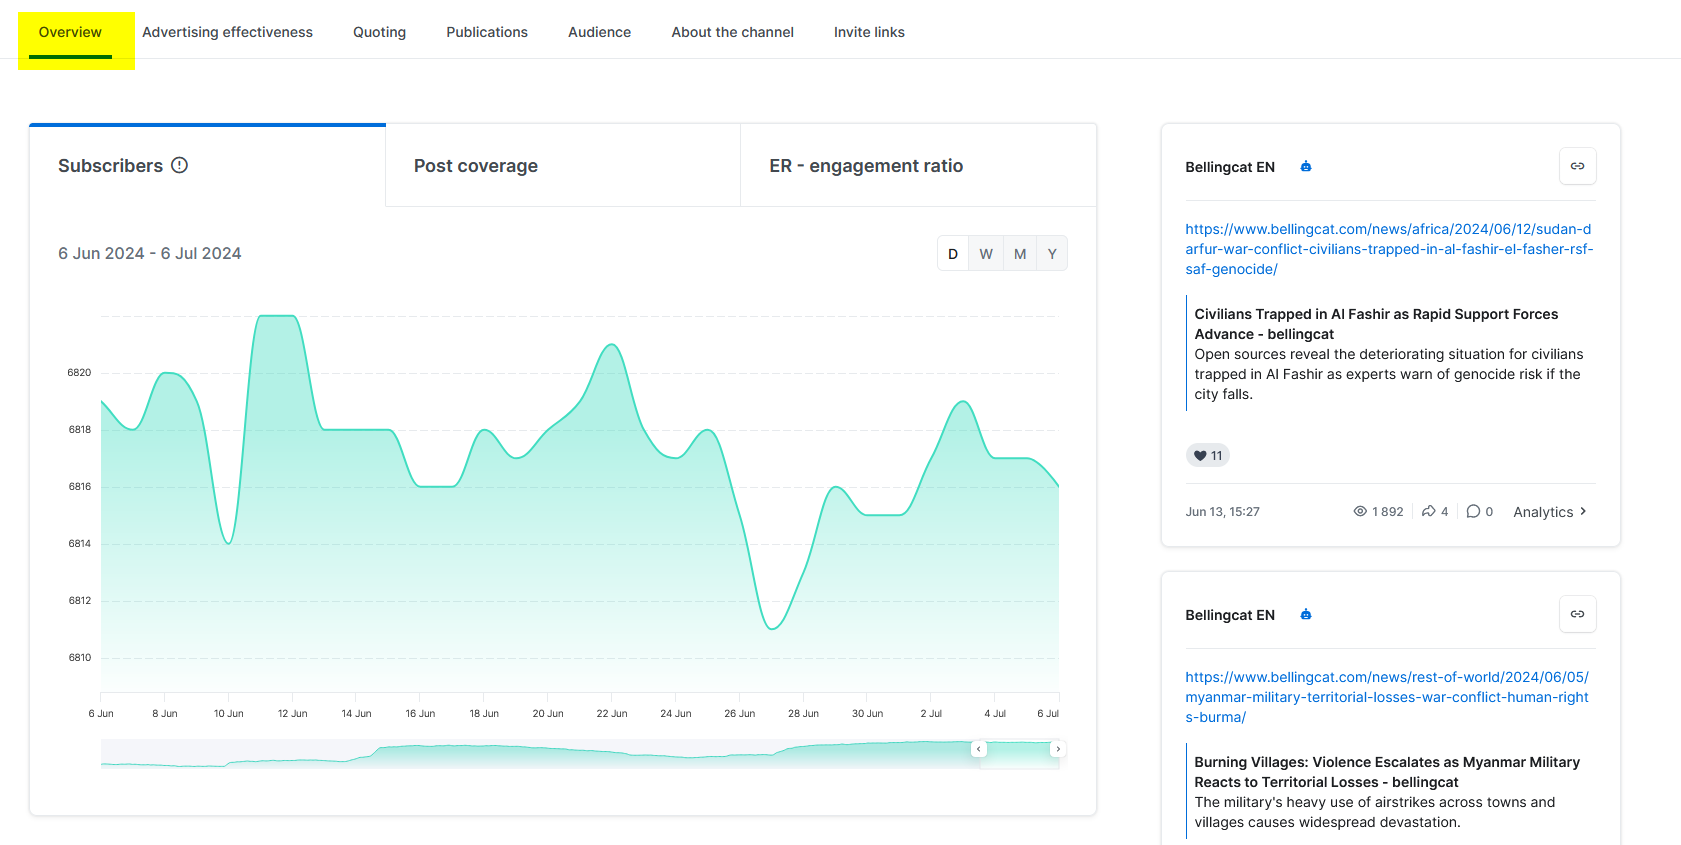 Overview Advertising effectiveness Quoting Publications Audience About the channel Invite links
Subscribers Post coverage ER - engagement ratio
6 Jun 2024 - 6 Jul 2024
D W M Y
6820
6818
6816
6814
6812
6810
6 Jun 8 Jun 10 Jun 12 Jun 14 Jun 16 Jun 18 Jun 20 Jun 22 Jun 24 Jun 26 Jun 28 Jun 30 Jun 2 Jul 4 Jul 6 Jul
Bellingcat EN
https://www.bellingcat.com/news/africa/2024/06/12/sudan-d
arfur-war-conflict-civilians-trapped-in-al-fashir-el-fasher-rsf-
saf-genocide/
Civilians Trapped in Al Fashir as Rapid Support Forces
Advance - bellingcat
Open sources reveal the deteriorating situation for civilians
trapped in Al Fashir as experts warn of genocide risk if the
city falls.
11
Jun 13, 15:27 1 892 4 0 Analytics
Bellingcat EN
https://www.bellingcat.com/news/rest-of-world/2024/06/05/
myanmar-military-territorial-losses-war-conflict-human-right
s-burma/
Burning Villages: Violence Escalates as Myanmar Military
Reacts to Territorial Losses - bellingcat
The military's heavy use of airstrikes across towns and
villages causes widespread devastation.